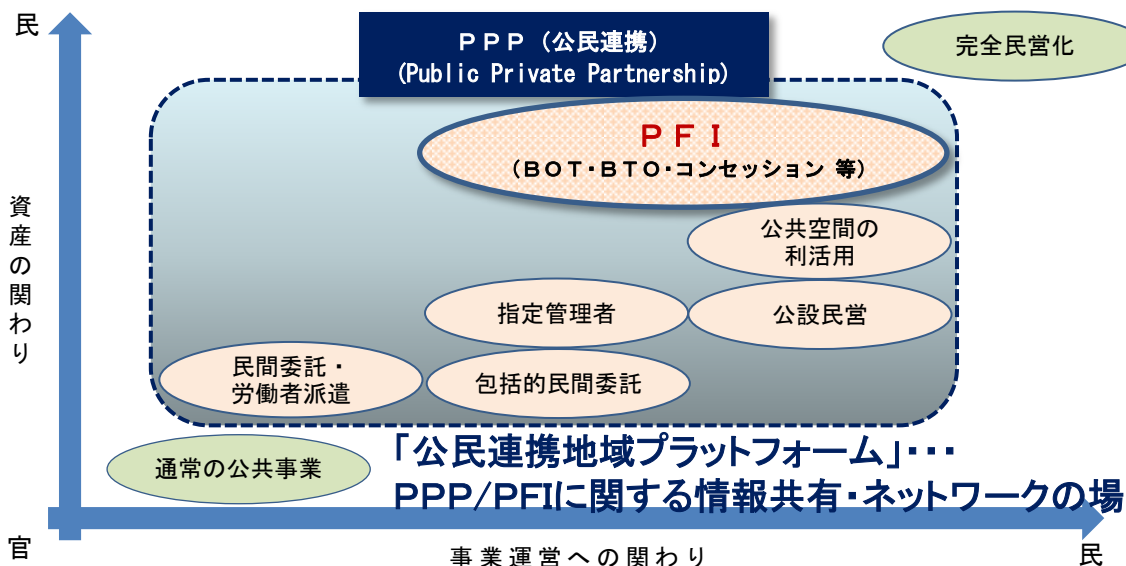 民
ＰＰＰ（公民連携）
(Public Private Partnership)
完全民営化
ＰＦＩ
（ＢＯＴ・ＢＴＯ・コンセッション 等）
資産の関わり
公共空間の
利活用
指定管理者
公設民営
民間委託・
労働者派遣
包括的民間委託
通常の公共事業
「公民連携地域プラットフォーム」・・・
PPP/PFIに関する情報共有・ネットワークの場
官
事業運営への関わり
民